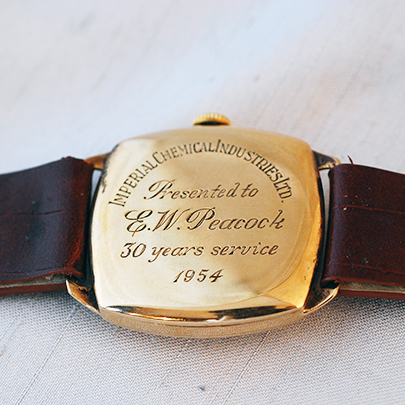 Imperial Chemical Industries Ltd.
Presented to
E.W. Peacock
30 years service
1954